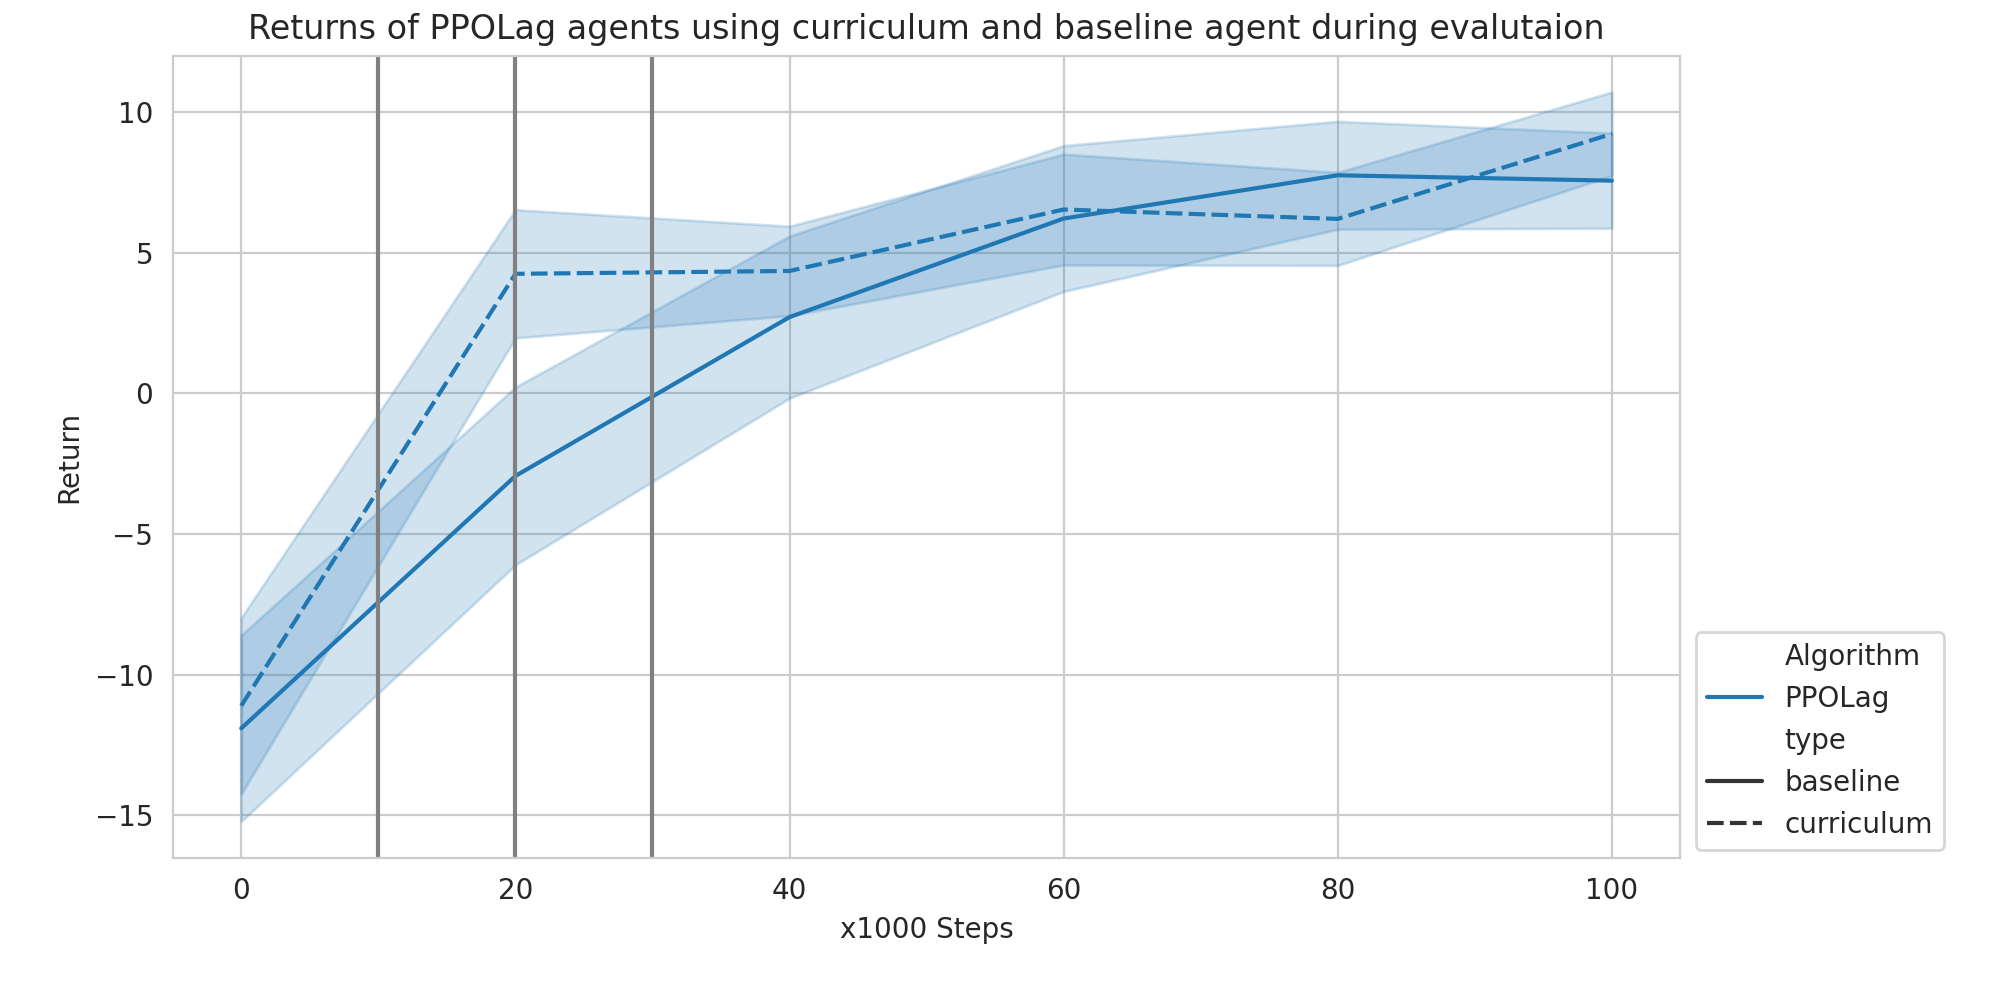 Returns of PPOLag agents using curriculum and baseline agent during evalutaion
10
5
0
−5
−10
−15
Return
0 20 40 60 80 100
x1000 Steps
Algorithm
PPOLag
type
baseline
curriculum